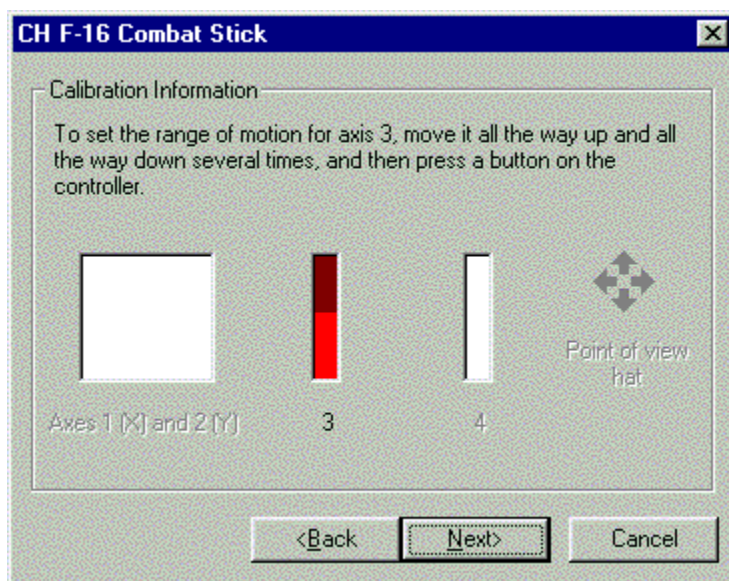 CH F-16 Combat Stick
Calibration Information
To set the range of motion for axis 3, move it all the way up and all
the way down several times, and then press a button on the
controller.
Point of view
hat
Axes 1 (X) and 2 (Y)
3
4
<Back
Next>
Cancel